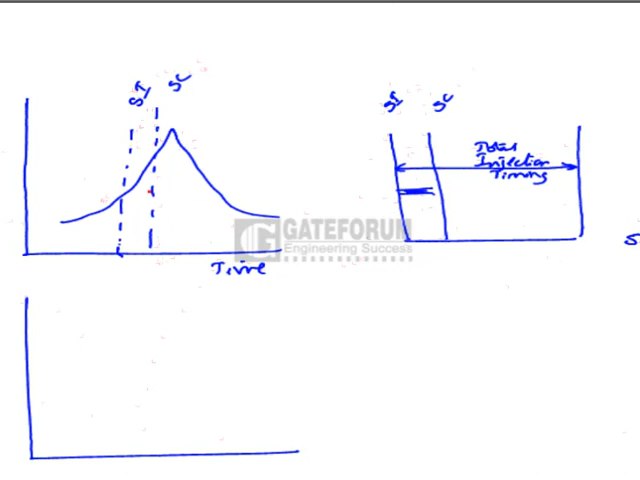 SI SC
SI SC
Total
Injection
Timing
GATEFORUM
Engineering Success
Time
S